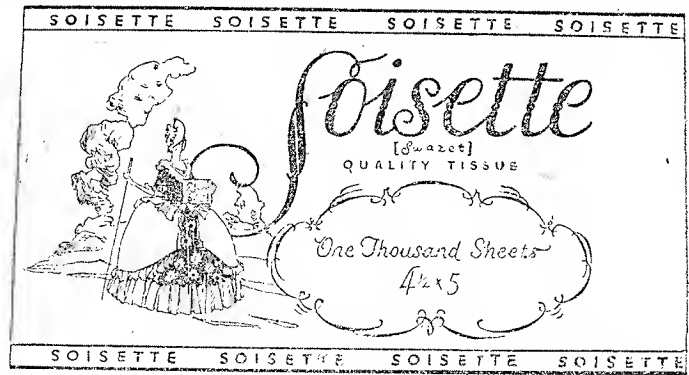 SOISETTE SOISETTE SOISETTE SOISETTE
Soisette
[Swazet]
QUALITY TISSUE
One Thousand Sheets
4½ x 5
SOISETTE SOISETTE SOISETTE SOISETTE